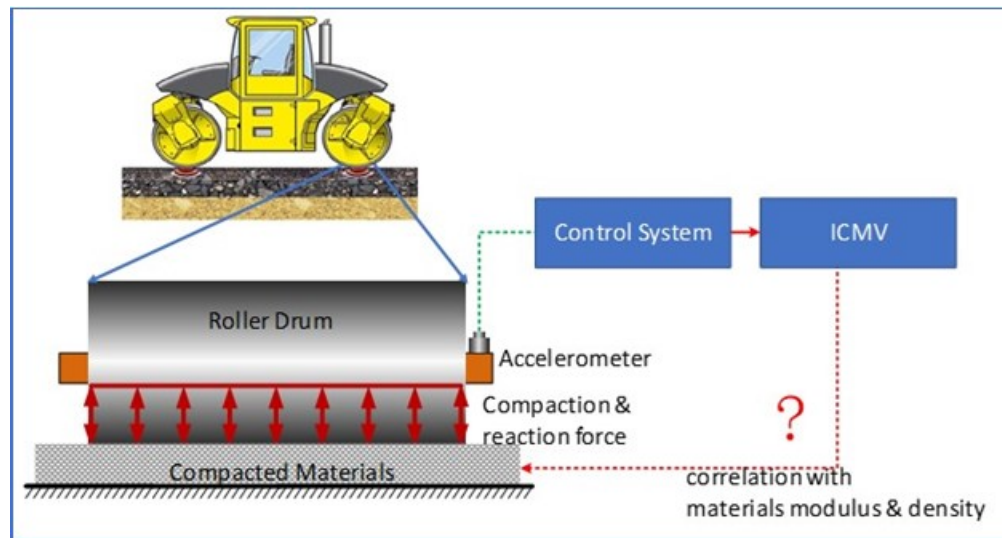 Control System
ICMV
Roller Drum
Accelerometer
Compaction &
reaction force
?
Compacted Materials
correlation with
materials modulus & density